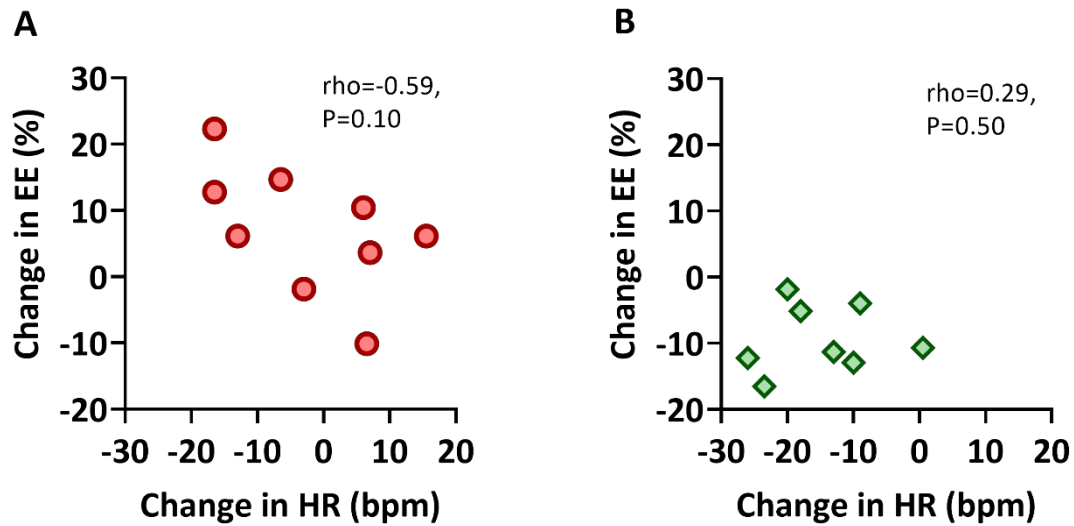 A
rho=-0.59,
P=0.10
Change in EE (%)
30
20
10
0
-10
-20
-30 -20 -10 0 10 20
Change in HR (bpm)
B
rho=0.29,
P=0.50
Change in EE (%)
30
20
10
0
-10
-20
-30 -20 -10 0 10 20
Change in HR (bpm)